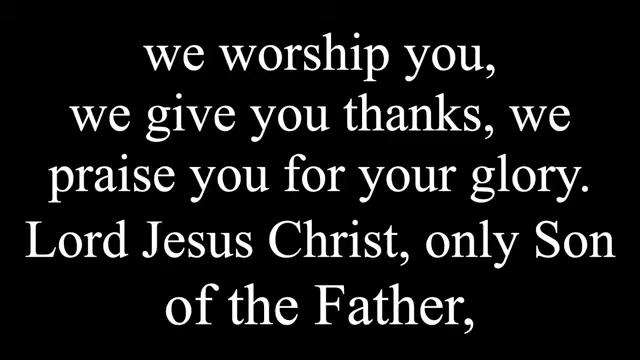 we worship you,
we give you thanks, we
praise you for your glory.
Lord Jesus Christ, only Son
of the Father,